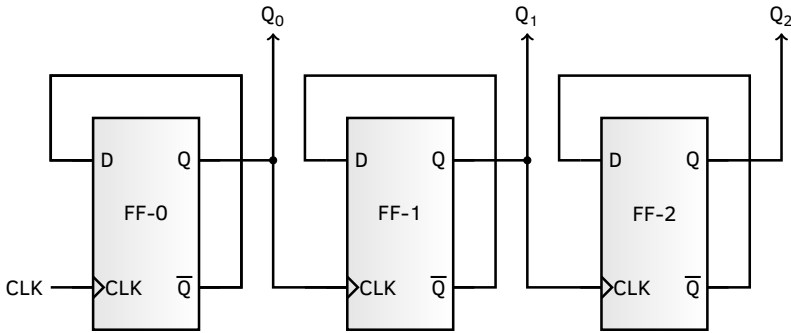 Q₀ Q₁ Q₂
D Q D Q D Q
FF-0 FF-1 FF-2
CLK CLK Q̅ CLK Q̅ CLK Q̅